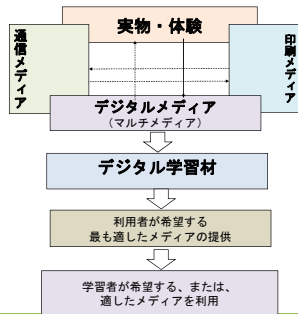 実物・体験
通信メディア
印刷メディア
デジタルメディア
（マルチメディア）
デジタル学習材
利用者が希望する
最も適したメディアの提供
学習者が希望する、または、
適したメディアを利用